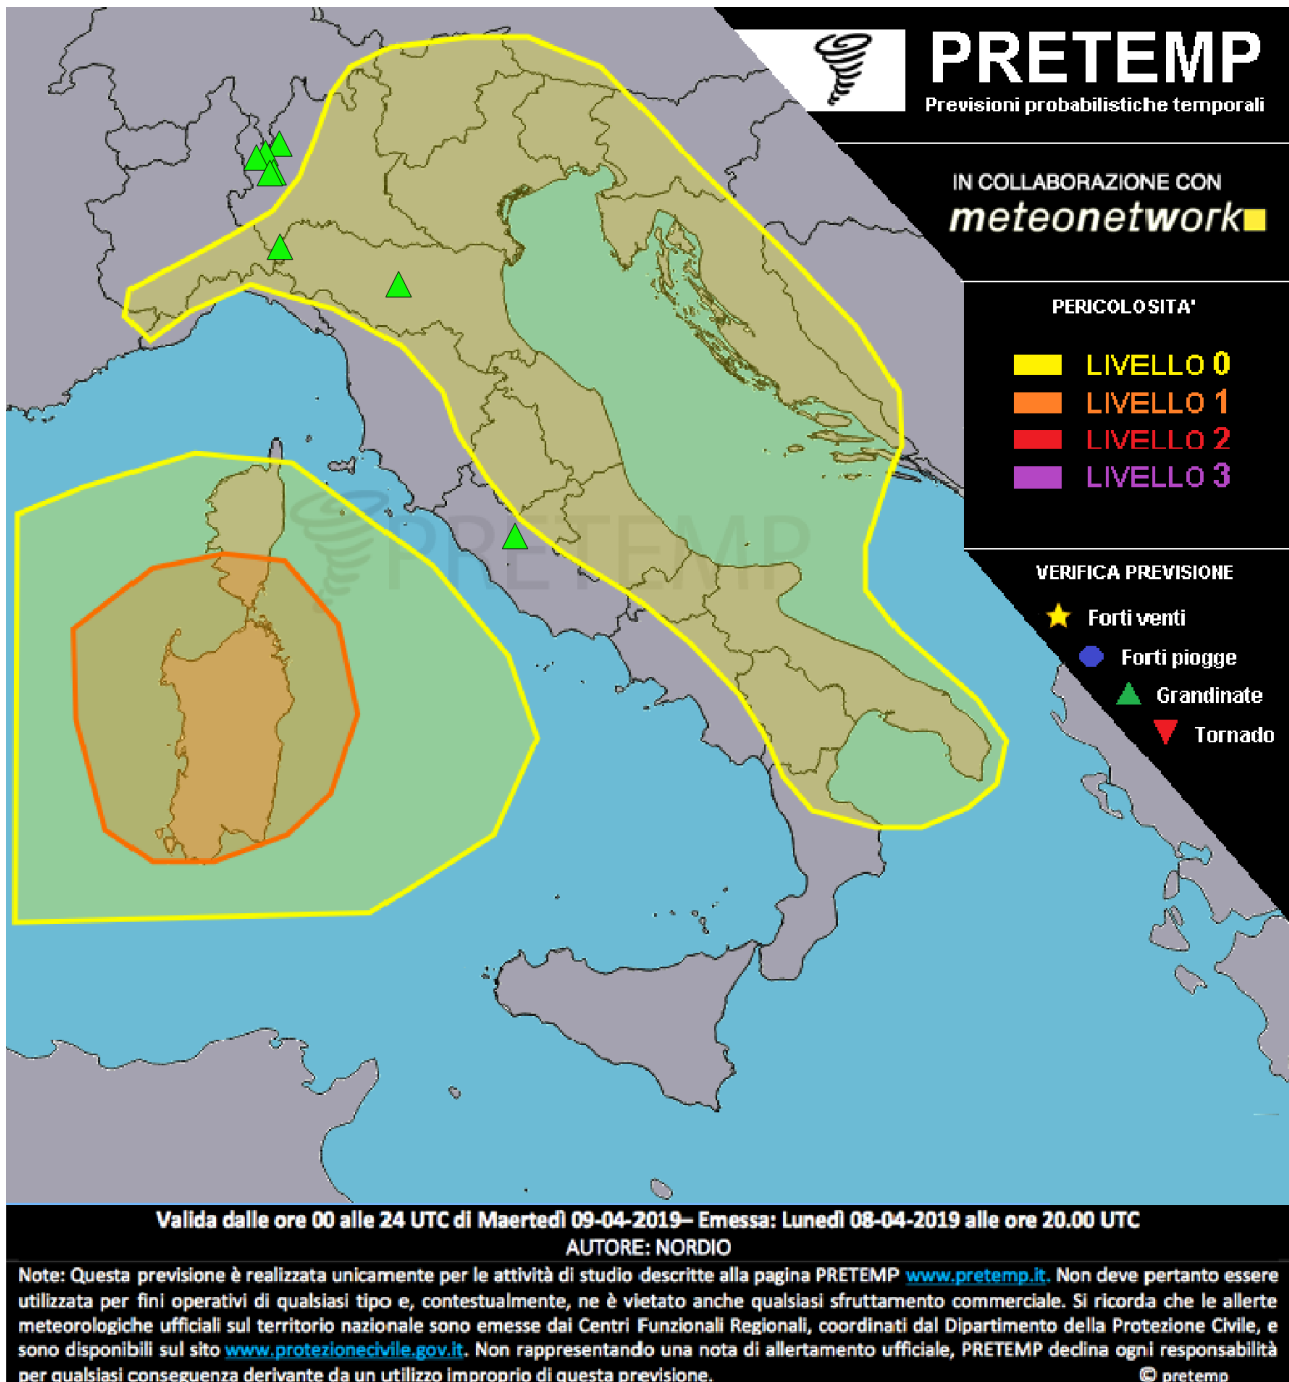 PRETEMP
Previsioni probabilistiche temporali
IN COLLABORAZIONE CON
meteonetwork
PERICOLOSITA'
LIVELLO 0
LIVELLO 1
LIVELLO 2
LIVELLO 3
PRETEMP
VERIFICA PREVISIONE
Forti venti
Forti piogge
Grandinate
Tornado
Valida dalle ore 00 alle 24 UTC di Maertedì 09-04-2019– Emessa: Lunedì 08-04-2019 alle ore 20.00 UTC
AUTORE: NORDIO
Note: Questa previsione è realizzata unicamente per le attività di studio descritte alla pagina PRETEMP www.pretemp.it. Non deve pertanto essere
utilizzata per fini operativi di qualsiasi tipo e, contestualmente, ne è vietato anche qualsiasi sfruttamento commerciale. Si ricorda che le allerte
meteorologiche ufficiali sul territorio nazionale sono emesse dai Centri Funzionali Regionali, coordinati dal Dipartimento della Protezione Civile, e
sono disponibili sul sito www.protezionecivile.gov.it. Non rappresentando una nota di allertamento ufficiale, PRETEMP declina ogni responsabilità
per qualsiasi conseguenza derivante da un utilizzo improprio di questa previsione.
© pretemp